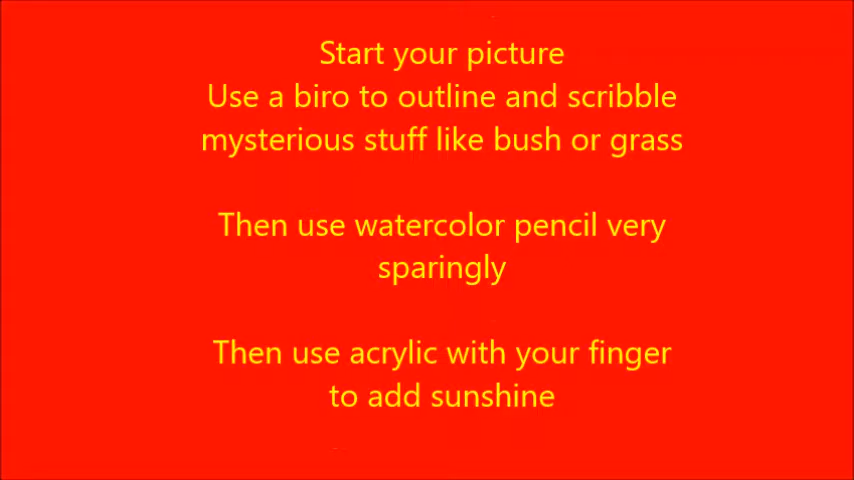 Start your picture
Use a biro to outline and scribble
mysterious stuff like bush or grass
Then use watercolor pencil very
sparingly
Then use acrylic with your finger
to add sunshine